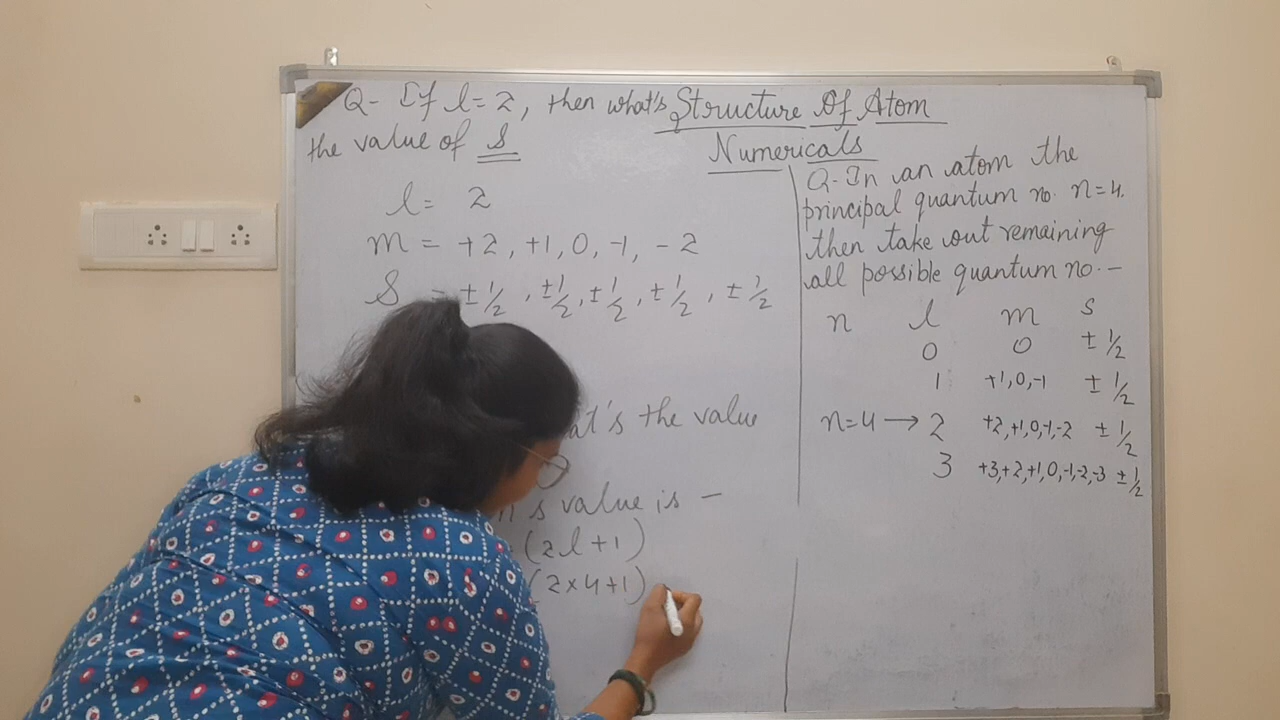 Structure Of Atom
Numericals
Q- If l= 2, then what's
the value of s
l= 2
m = +2, +1, 0, -1, -2
s = ±1/2, ±1/2, ±1/2, ±1/2, ±1/2
the value
s value is -
(2l+1)
(2×4+1)
Q- In an atom the
principal quantum no. n=4.
then take out remaining
all possible quantum no.-
n l m s
0 0 ±1/2
1 +1,0,-1 ±1/2
n=4 → 2 +2,+1,0,-1,-2 ±1/2
3 +3,+2,+1,0,-1,-2,-3 ±1/2